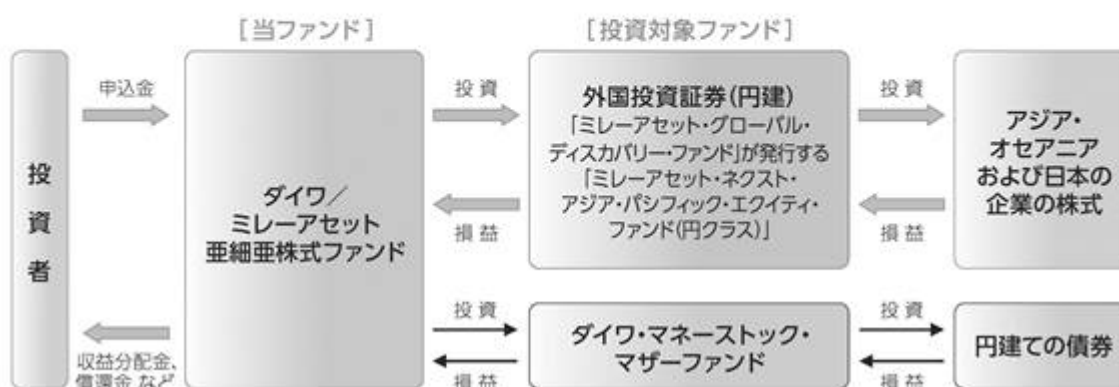 [当ファンド]
[投資対象ファンド]
投資者
申込金
収益分配金、
償還金 など
ダイワ／
ミレーアセット
亜細亜株式ファンド
投資
損益
外国投資証券(円建)
「ミレーアセット・グローバル・
ディスカバリー・ファンド」が発行する
「ミレーアセット・ネクスト・
アジア・パシフィック・エクイティ・
ファンド(円クラス)」
投資
損益
アジア・
オセアニア
および日本の
企業の株式
投資
損益
ダイワ・マネーストック・
マザーファンド
投資
損益
円建ての債券